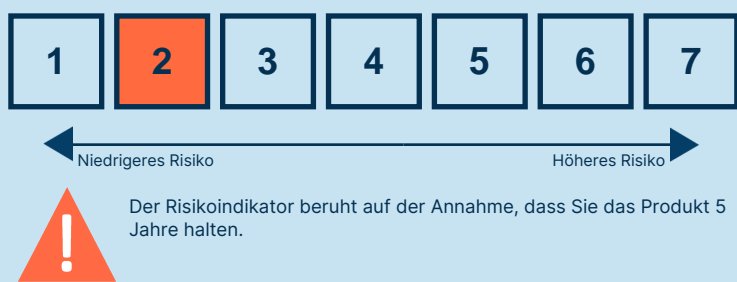 1 2 3 4 5 6 7
Niedrigeres Risiko Höheres Risiko
Der Risikoindikator beruht auf der Annahme, dass Sie das Produkt 5
Jahre halten.